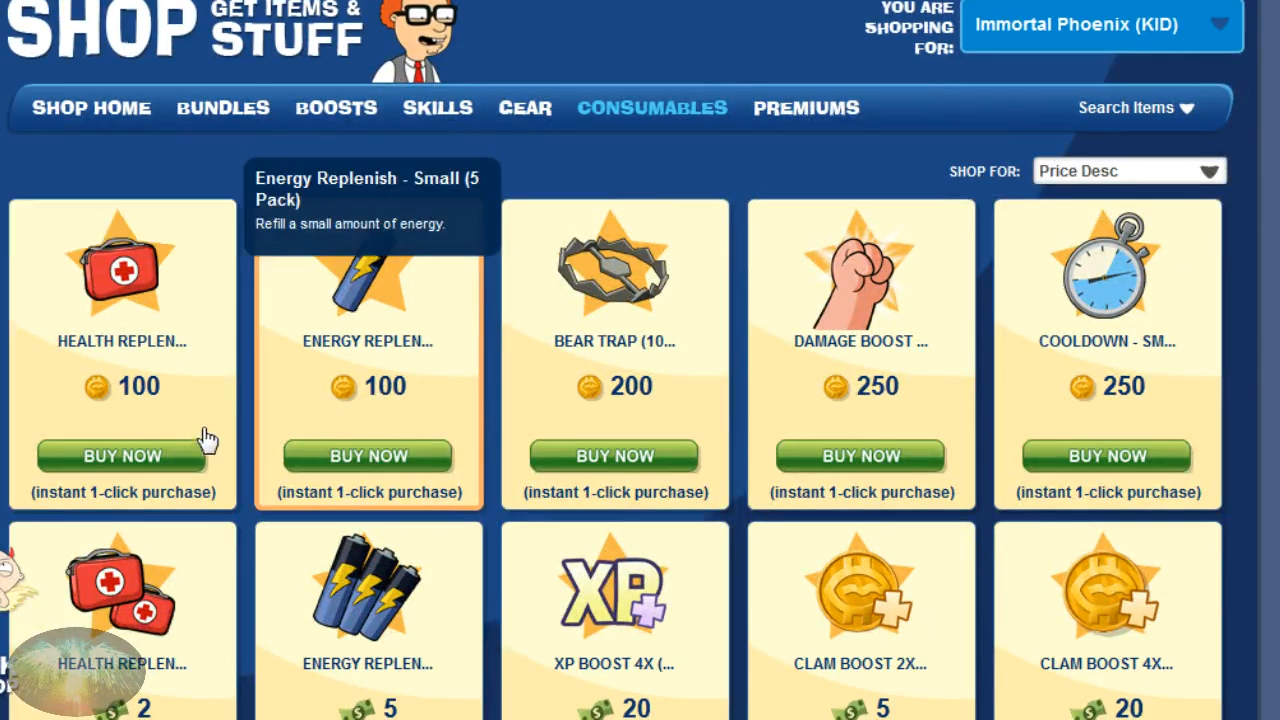 SHOP
GET ITEMS &
STUFF
YOU ARE
SHOPPING
FOR:
Immortal Phoenix (KID)
SHOP HOME BUNDLES BOOSTS SKILLS GEAR CONSUMABLES PREMIUMS Search Items
SHOP FOR: Price Desc
Energy Replenish - Small (5
Pack)
Refill a small amount of energy.
HEALTH REPLEN... ENERGY REPLEN... BEAR TRAP (10... DAMAGE BOOST ... COOLDOWN - SM...
100 100 200 250 250
BUY NOW BUY NOW BUY NOW BUY NOW BUY NOW
(instant 1-click purchase) (instant 1-click purchase) (instant 1-click purchase) (instant 1-click purchase) (instant 1-click purchase)
XP
HEALTH REPLEN... ENERGY REPLEN... XP BOOST 4X (... CLAM BOOST 2X... CLAM BOOST 4X...
2 5 20 5 20